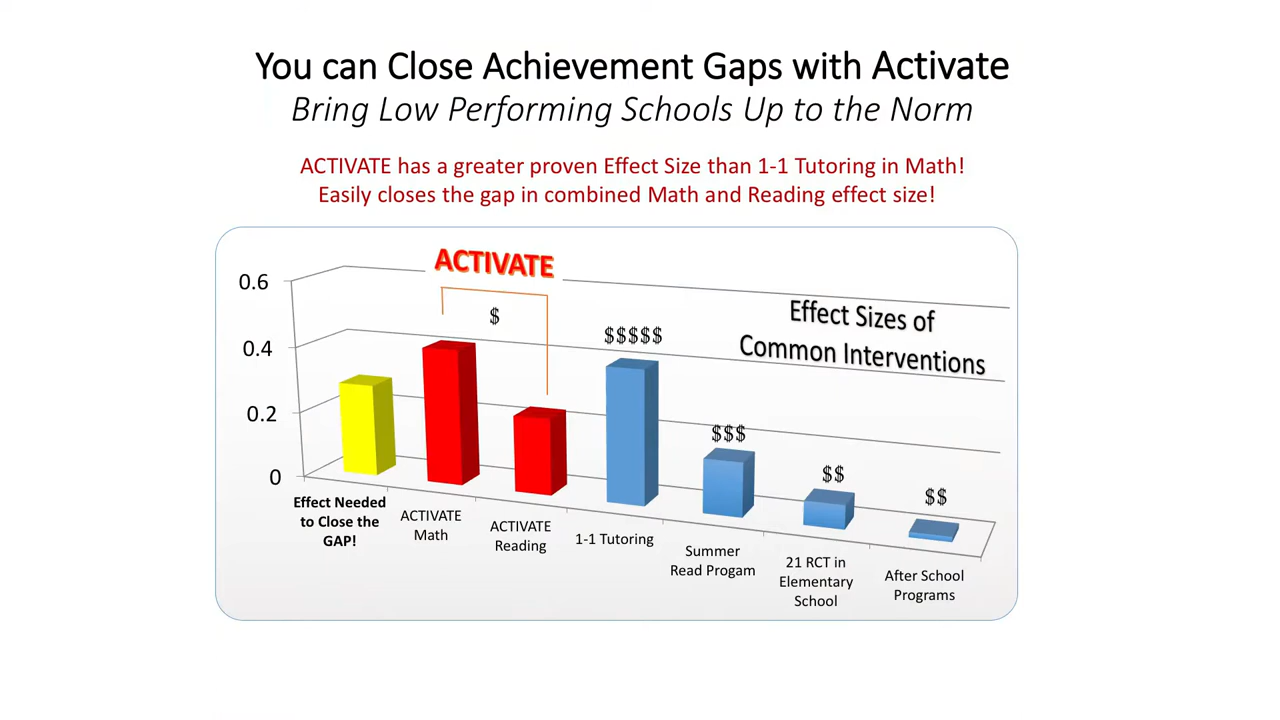 You can Close Achievement Gaps with Activate
Bring Low Performing Schools Up to the Norm
ACTIVATE has a greater proven Effect Size than 1-1 Tutoring in Math!
Easily closes the gap in combined Math and Reading effect size!
ACTIVATE
Effect Sizes of
Common Interventions
0.6
0.4
0.2
0
$
$$$$$
$$$
$$
$$
Effect Needed
to Close the
GAP!
ACTIVATE
Math
ACTIVATE
Reading
1-1 Tutoring
Summer
Read Progam
21 RCT in
Elementary
School
After School
Programs